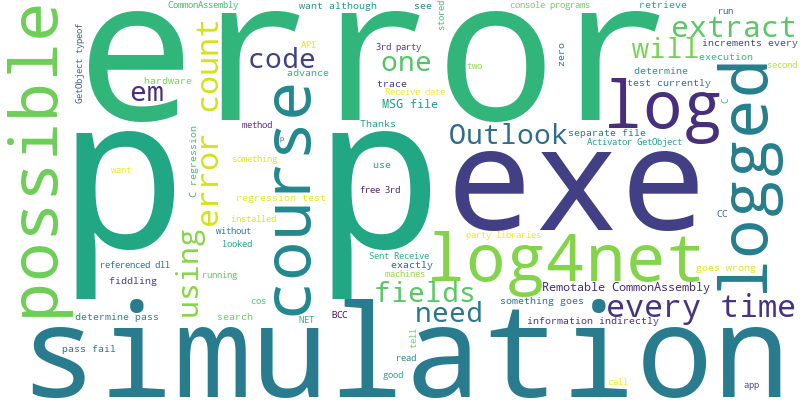 CommonAssembly
want although
see
stored
console programs
retrieve
run
error
possible
GetObject typeof
error count
code
API
3rd party
one
zero
extract
will
increments every
execution
second
hardware
em
advance
trace
two
Receive date
MSG file
determine
test currently
log
logged
C
course
method
P
Thanks
Outlook
separate file
Activator GetObject
p p
exe
C regression
something
want
use
free 3rd
regression test
installed
without
looked
CC
using
party libraries
log4net
Sent Receive
exactly
machines
goes wrong
referenced dll
running
fiddling
fields
Remotable CommonAssembly
cos
need
something goes
every time
determine pass
search
.NET
BCC
information indirectly
simulation
pass fail
tell
read
good
call
app